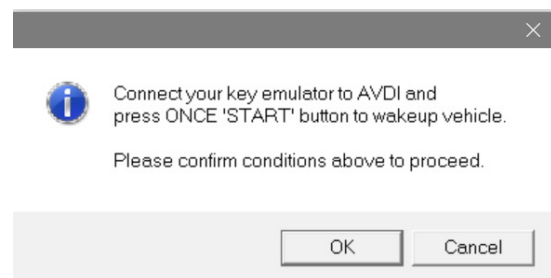 Connect your key emulator to AVDI and
press ONCE 'START' button to wakeup vehicle.
Please confirm conditions above to proceed.
OK
Cancel